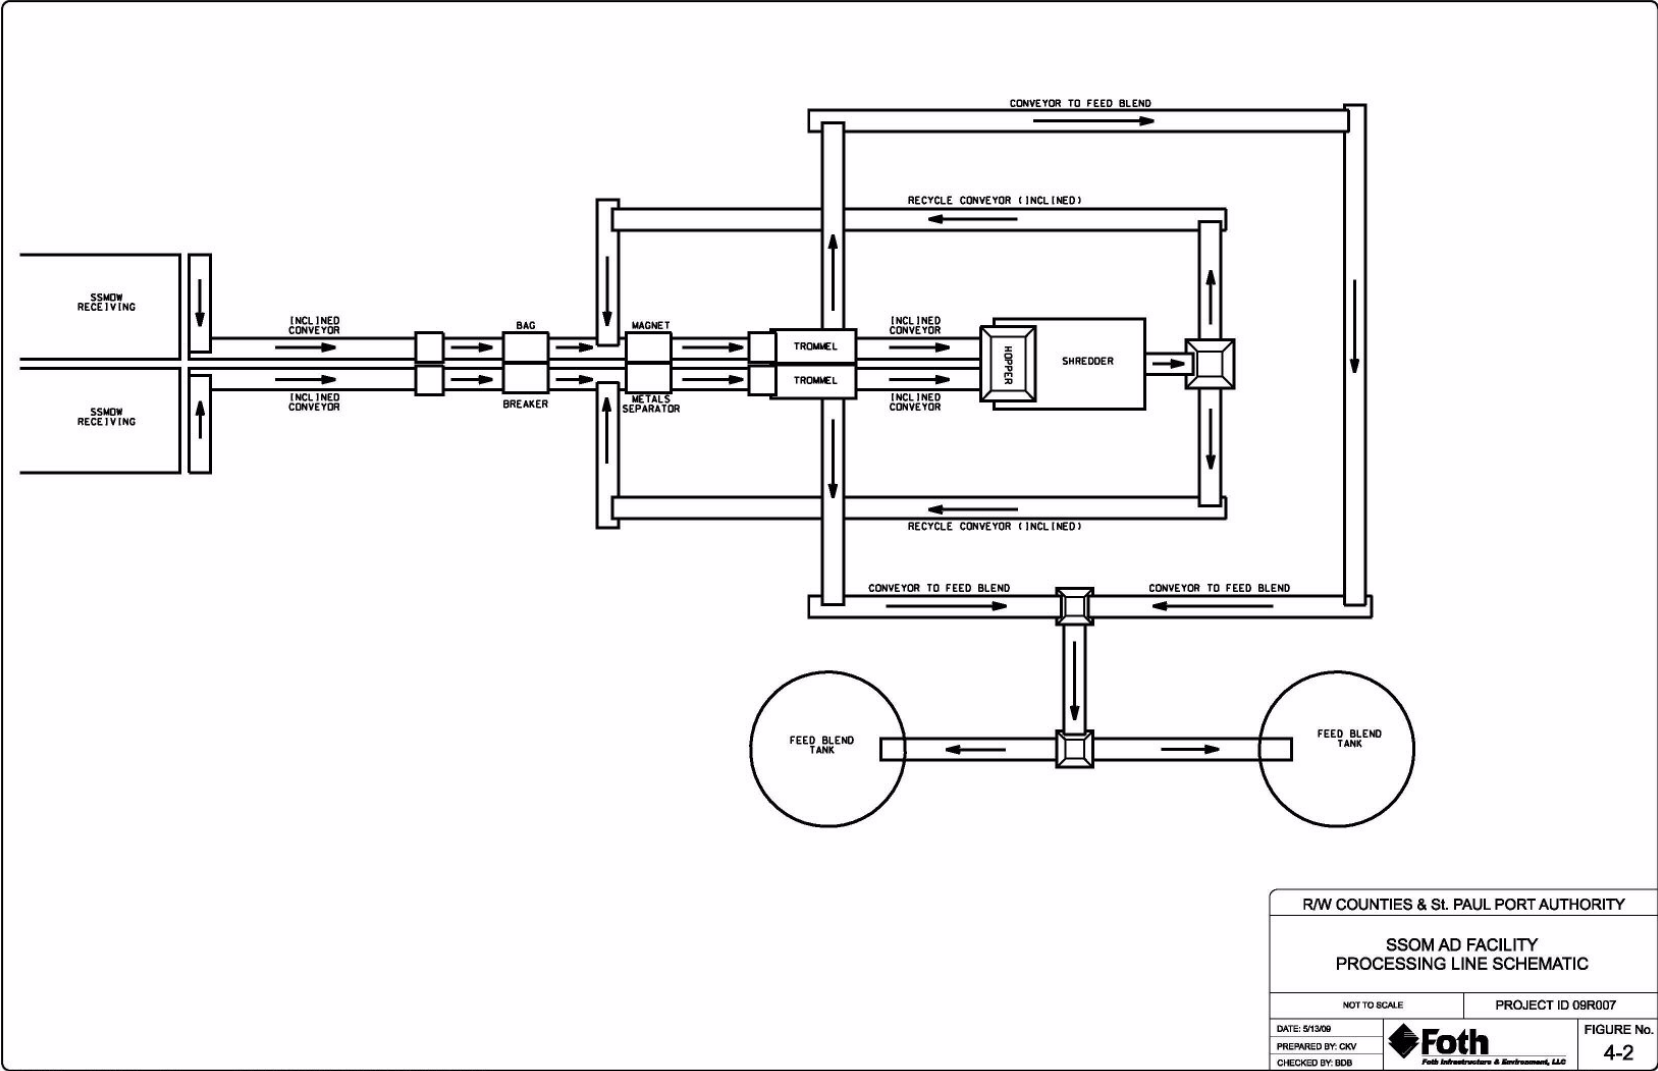 CONVEYOR TO FEED BLEND
RECYCLE CONVEYOR (INCLINED)
SSMOW
RECEIVING
INCLINED
CONVEYOR
BAG
MAGNET
INCLINED
CONVEYOR
TROMMEL
HOPPER
SHREDDER
TROMMEL
SSMOW
RECEIVING
INCLINED
CONVEYOR
BREAKER
METALS
SEPARATOR
INCLINED
CONVEYOR
RECYCLE CONVEYOR (INCLINED)
CONVEYOR TO FEED BLEND
CONVEYOR TO FEED BLEND
FEED BLEND
TANK
FEED BLEND
TANK
R/W COUNTIES & St. PAUL PORT AUTHORITY
SSOM AD FACILITY
PROCESSING LINE SCHEMATIC
NOT TO SCALE
PROJECT ID 09R007
DATE: 5/13/09
PREPARED BY: CKV
CHECKED BY: BDB
Foth
Foth Infrastructure & Environment, LLC
FIGURE No.
4-2